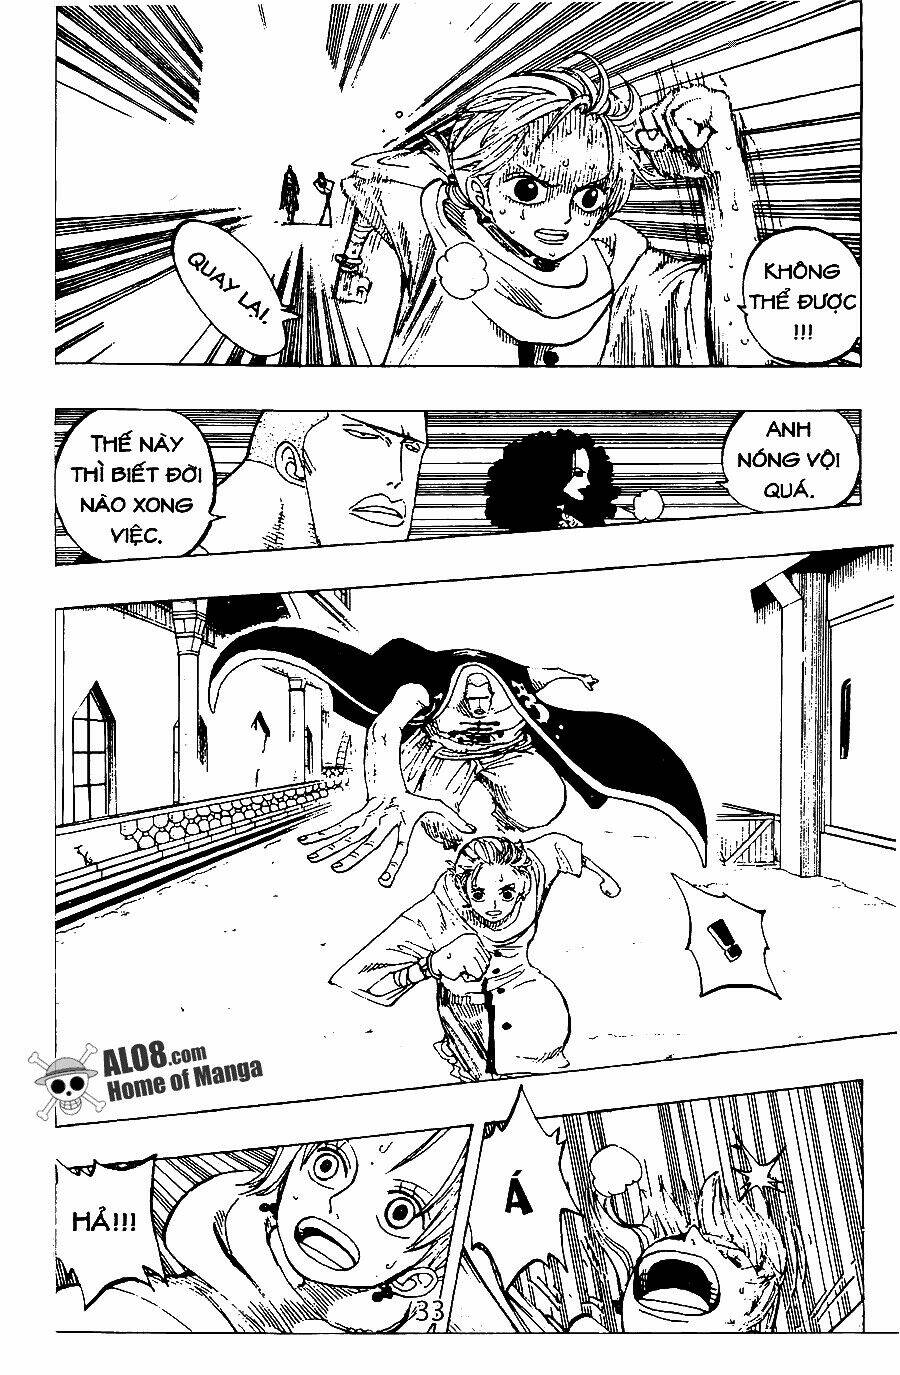 KHÔNG
THỂ ĐƯỢC
!!!
QUAY LẠI.
ANH
NÓNG VỘI
QUÁ.
THẾ NÀY
THÌ BIẾT ĐỜI
NÀO XONG
VIỆC.
!!
AL08.com
Home of Manga
Á
HẢ!!!
33